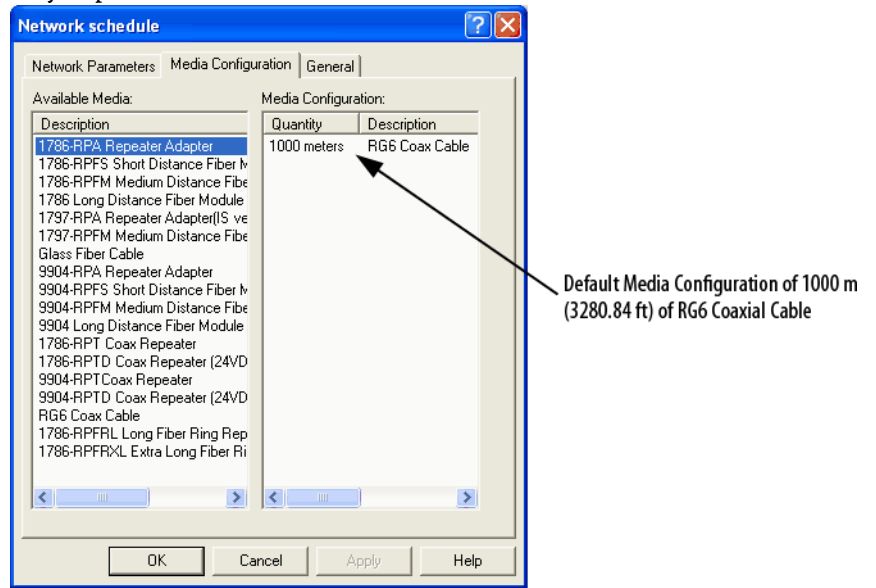 Network schedule
Network Parameters Media Configuration General
Available Media:
Media Configuration:
Description
1786-RPA Repeater Adapter
1786-RPFS Short Distance Fiber
1786-RPFM Medium Distance Fibe
1786 Long Distance Fiber Module
1797-RPA Repeater Adapter(IS ve
1797-RPFM Medium Distance Fibe
Glass Fiber Cable
9904-RPA Repeater Adapter
9904-RPFS Short Distance Fiber
9904-RPFM Medium Distance Fibe
9904 Long Distance Fiber Module
1786-RPT Coax Repeater
1786-RPTD Coax Repeater (24VD
9904-RPTCoax Repeater
9904-RPTD Coax Repeater (24VD
RG6 Coax Cable
1786-RPFRL Long Fiber Ring Rep
1786-RPFRXL Extra Long Fiber Ri
Quantity Description
1000 meters RG6 Coax Cable
Default Media Configuration of 1000 m
(3280.84 ft) of RG6 Coaxial Cable
OK Cancel Apply Help